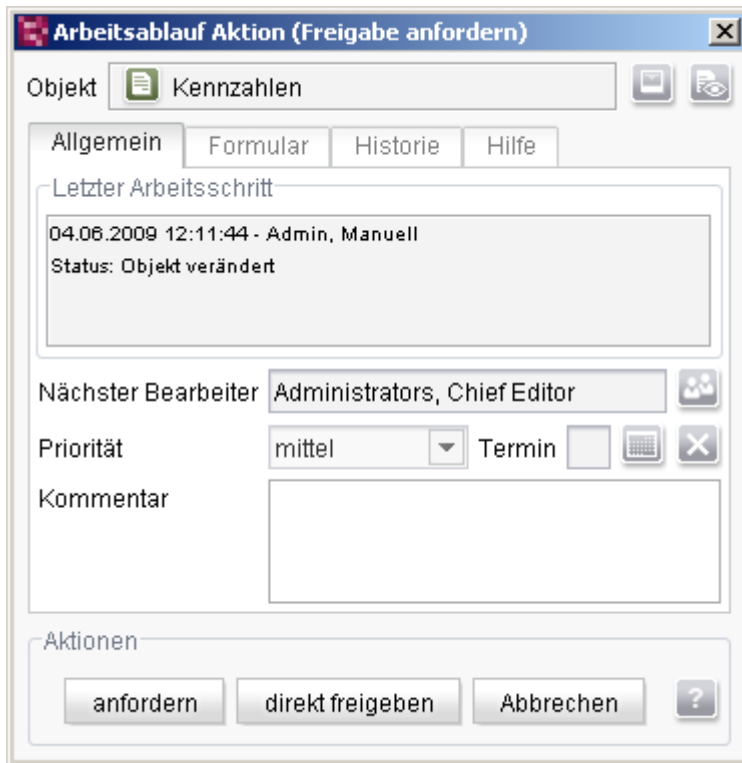 Arbeitsablauf Aktion (Freigabe anfordern)
Objekt Kennzahlen
Allgemein Formular Historie Hilfe
Letzter Arbeitsschritt
04.06.2009 12:11:44 - Admin, Manuell
Status: Objekt verändert
Nächster Bearbeiter Administrators, Chief Editor
Priorität mittel Termin
Kommentar
Aktionen
anfordern direkt freigeben Abbrechen ?